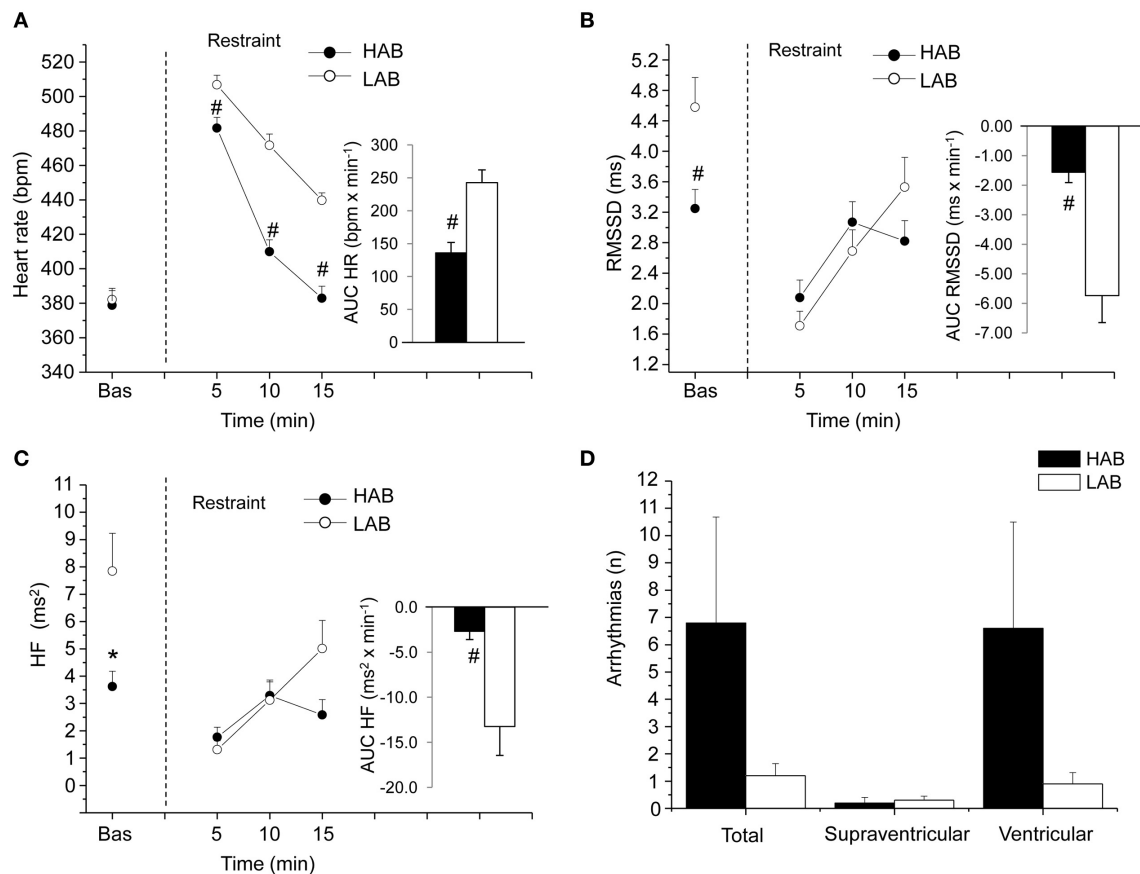 A
Restraint
HAB
LAB
520
500
480
460
440
420
400
380
360
340
Heart rate (bpm)
#
#
#
Bas
5
10
15
Time (min)
300
250
200
150
100
50
0
AUC HR (bpm x min-1)
#
B
Restraint
HAB
LAB
5.2
4.8
4.4
4.0
3.6
3.2
2.8
2.4
2.0
1.6
1.2
RMSSD (ms)
#
Bas
5
10
15
Time (min)
0.00
-1.00
-2.00
-3.00
-4.00
-5.00
-6.00
-7.00
AUC RMSSD (ms x min-1)
#
C
Restraint
HAB
LAB
11
10
9
8
7
6
5
4
3
2
1
0
HF (ms2)
*
Bas
5
10
15
Time (min)
0.0
-5.0
-10.0
-15.0
-20.0
AUC HF (ms2 x min-1)
#
D
HAB
LAB
12
11
10
9
8
7
6
5
4
3
2
1
0
Arrhythmias (n)
Total
Supraventricular
Ventricular